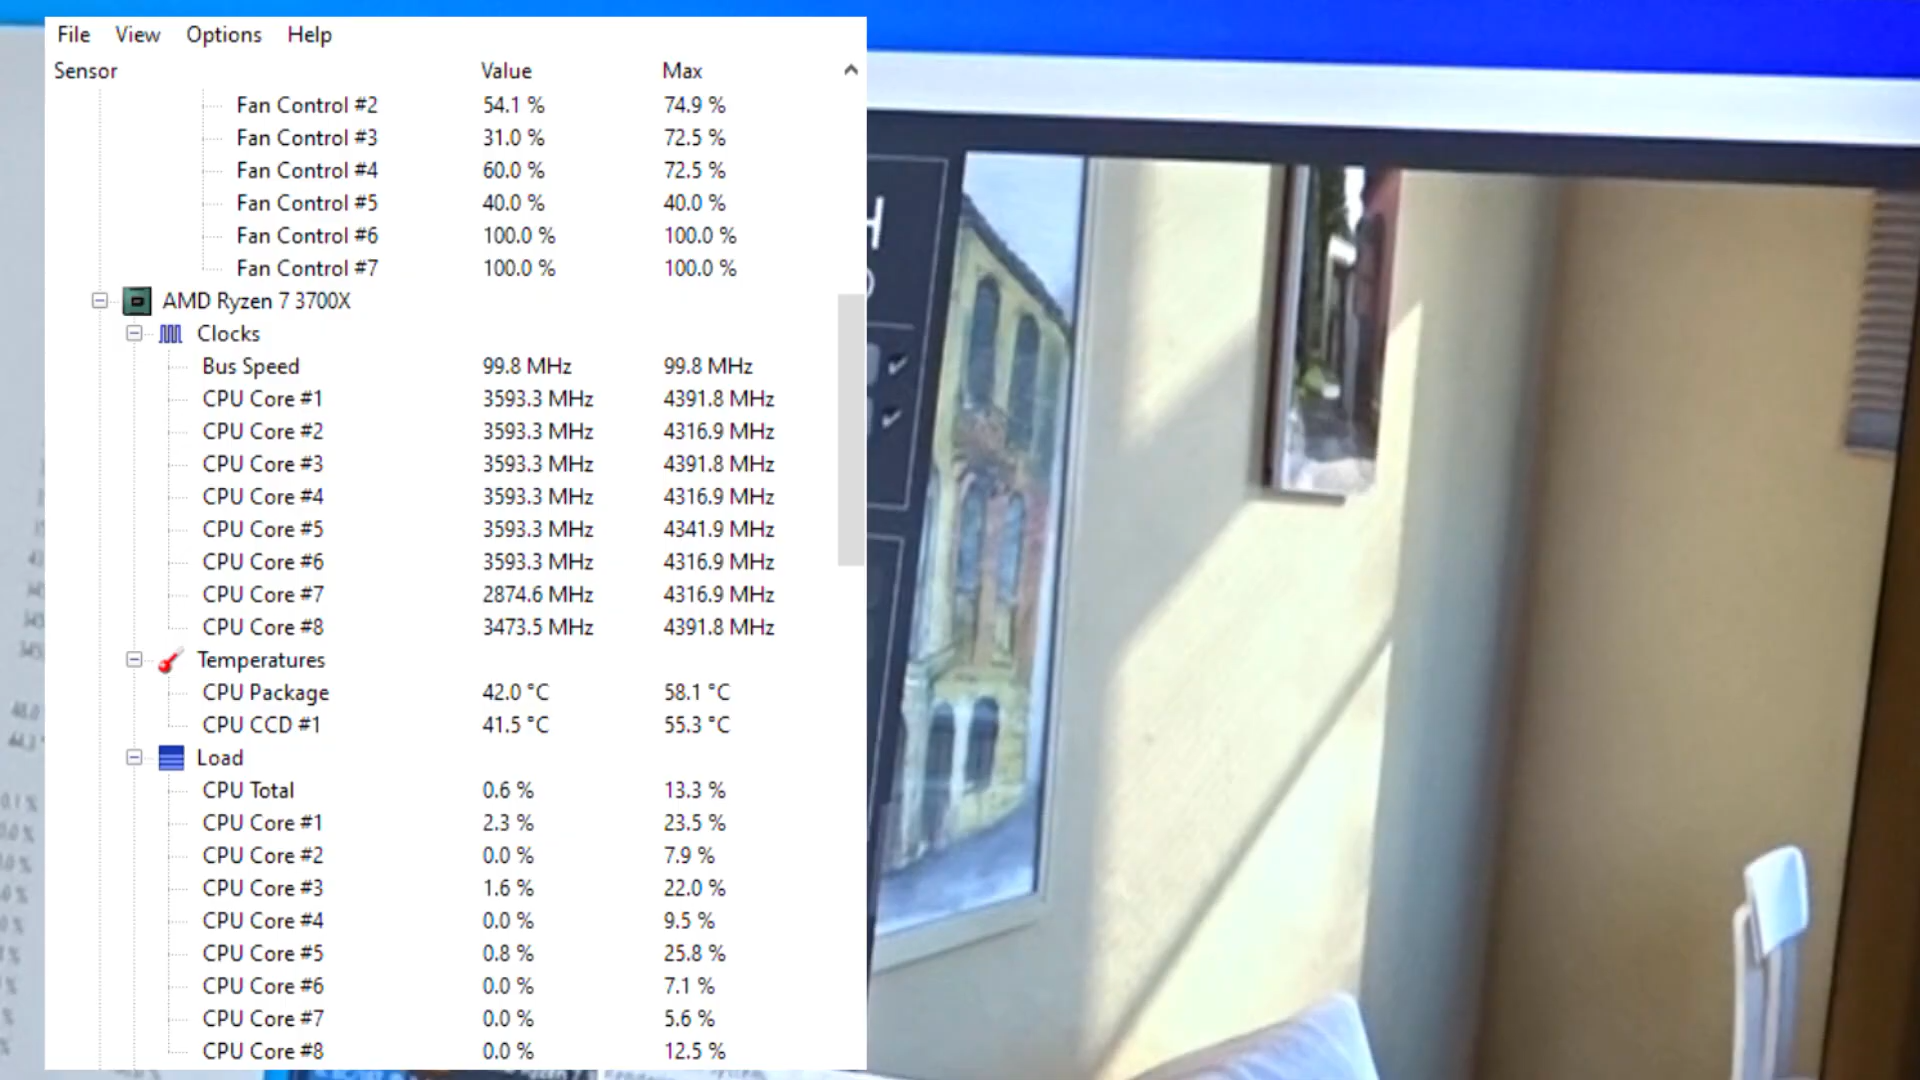 File View Options Help
Sensor Value Max
Fan Control #2 54.1 % 74.9 %
Fan Control #3 31.0 % 72.5 %
Fan Control #4 60.0 % 72.5 %
Fan Control #5 40.0 % 40.0 %
Fan Control #6 100.0 % 100.0 %
Fan Control #7 100.0 % 100.0 %
AMD Ryzen 7 3700X
Clocks
Bus Speed 99.8 MHz 99.8 MHz
CPU Core #1 3593.3 MHz 4391.8 MHz
CPU Core #2 3593.3 MHz 4316.9 MHz
CPU Core #3 3593.3 MHz 4391.8 MHz
CPU Core #4 3593.3 MHz 4316.9 MHz
CPU Core #5 3593.3 MHz 4341.9 MHz
CPU Core #6 3593.3 MHz 4316.9 MHz
CPU Core #7 2874.6 MHz 4316.9 MHz
CPU Core #8 3473.5 MHz 4391.8 MHz
Temperatures
CPU Package 42.0 °C 58.1 °C
CPU CCD #1 41.5 °C 55.3 °C
Load
CPU Total 0.6 % 13.3 %
CPU Core #1 2.3 % 23.5 %
CPU Core #2 0.0 % 7.9 %
CPU Core #3 1.6 % 22.0 %
CPU Core #4 0.0 % 9.5 %
CPU Core #5 0.8 % 25.8 %
CPU Core #6 0.0 % 7.1 %
CPU Core #7 0.0 % 5.6 %
CPU Core #8 0.0 % 12.5 %